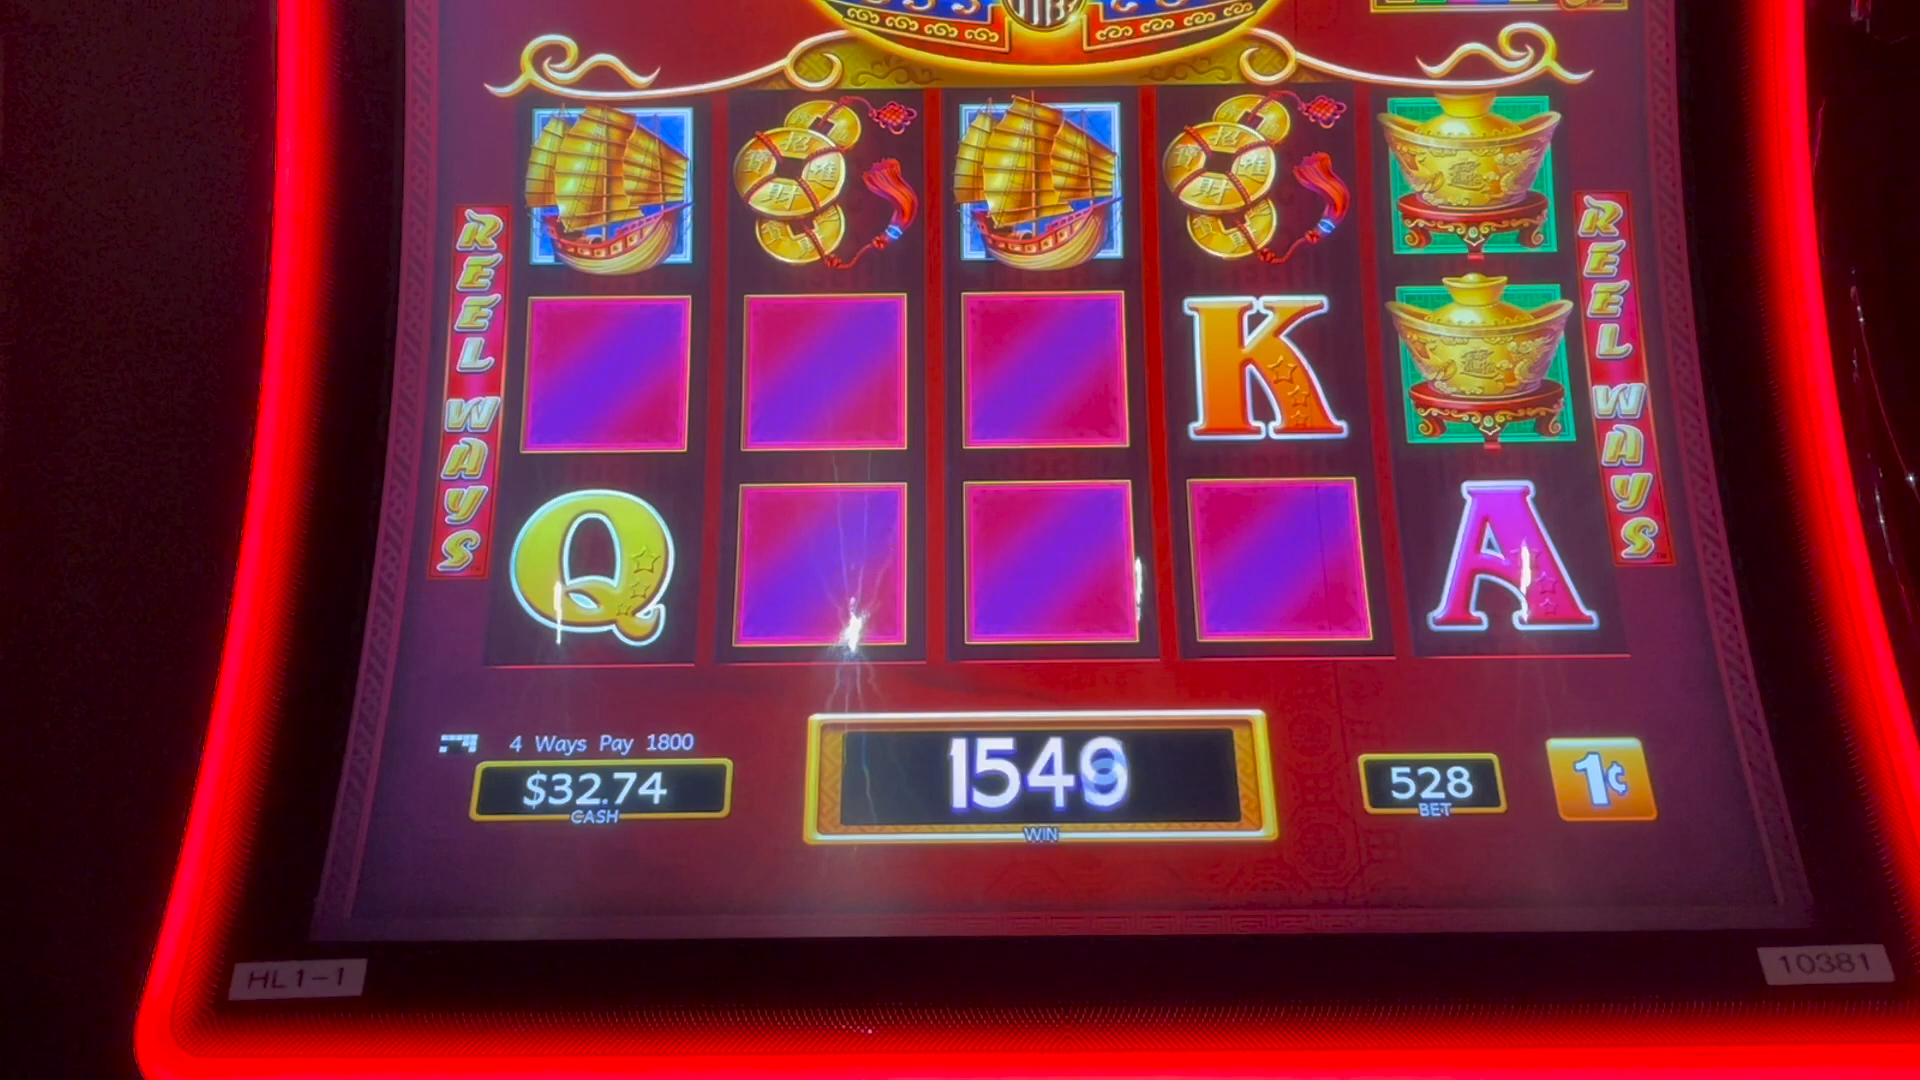 REEL WAYS
REEL WAYS
K
Q
A
4 Ways Pay 1800
$32.74
CASH
1549
WIN
528
BET
1¢
HL1-1
10381